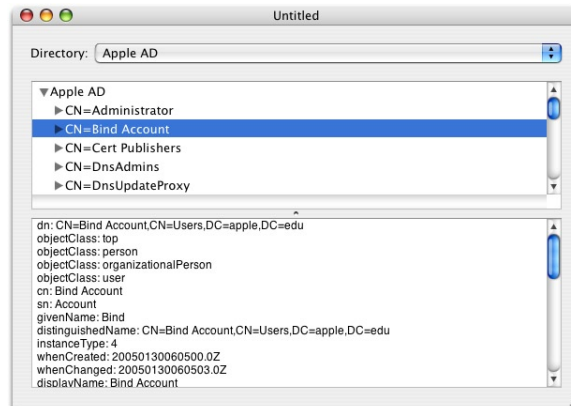 Untitled
Directory: Apple AD
Apple AD
CN=Administrator
CN=Bind Account
CN=Cert Publishers
CN=DnsAdmins
CN=DnsUpdateProxy
dn: CN=Bind Account,CN=Users,DC=apple,DC=edu
objectClass: top
objectClass: person
objectClass: organizationalPerson
objectClass: user
cn: Bind Account
sn: Account
givenName: Bind
distinguishedName: CN=Bind Account,CN=Users,DC=apple,DC=edu
instanceType: 4
whenCreated: 20050130060500.0Z
whenChanged: 20050130060503.0Z
displayName: Bind Account